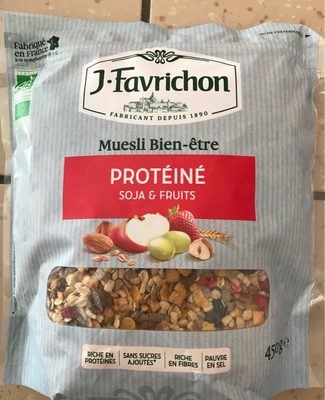 Fabriqué
en France
J·Favrichon
FABRICANT DEPUIS 1890
Muesli Bien-être
PROTÉINÉ
SOJA & FRUITS
RICHE EN
PROTÉINES
SANS SUCRES
AJOUTÉS*
RICHE
EN FIBRES
PAUVRE
EN SEL
450g e